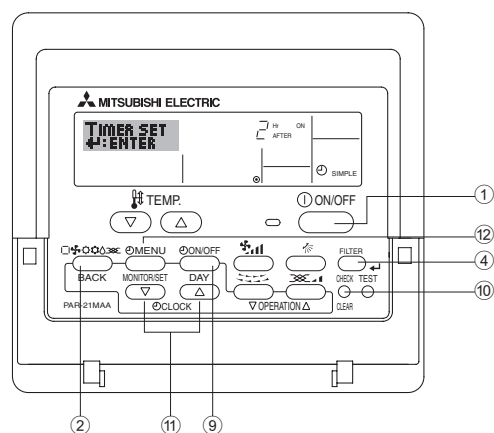 MITSUBISHI ELECTRIC
TIMER SET
↵:ENTER
2 Hr ON
AFTER
SIMPLE
TEMP.
ON/OFF
①
⑫
MENU
ON/OFF
FILTER
④
BACK
MONITOR/SET
DAY
CHECK TEST
PAR-21MAA
CLOCK
▽ OPERATION △
CLEAR
⑩
② ⑪ ⑨